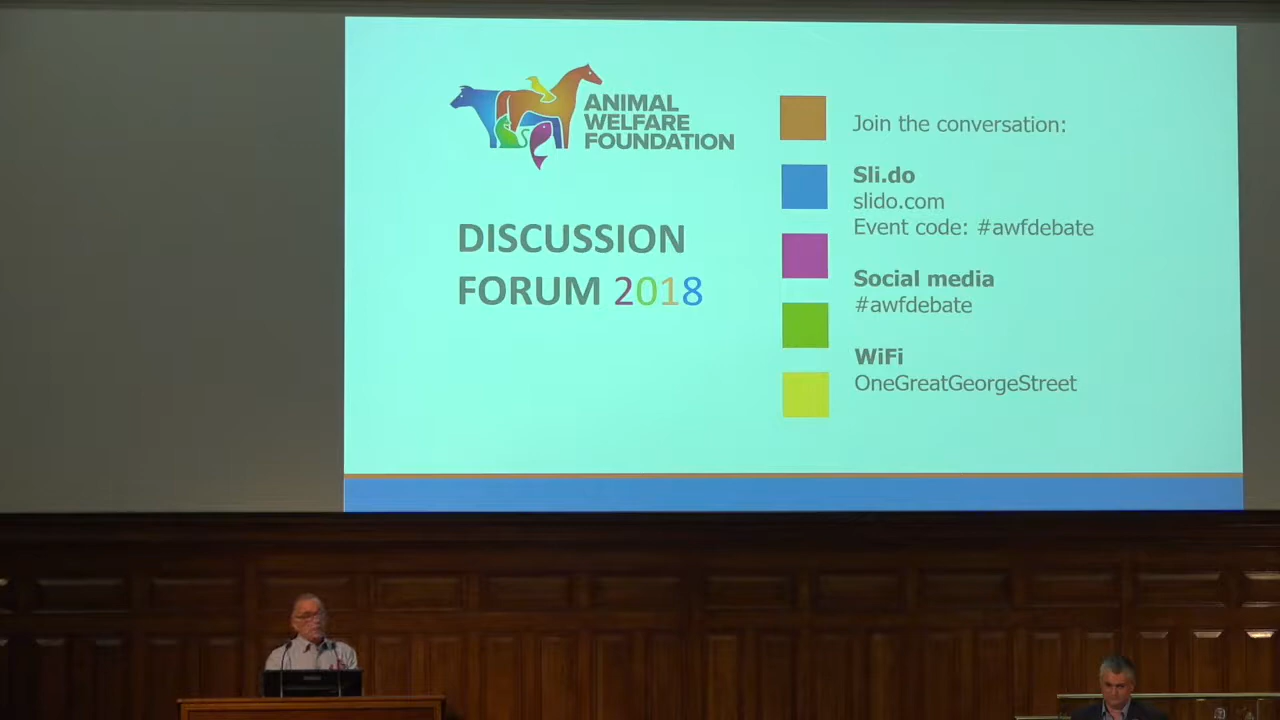 ANIMAL
WELFARE
FOUNDATION
DISCUSSION
FORUM 2018
Join the conversation:
Sli.do
slido.com
Event code: #awfdebate
Social media
#awfdebate
WiFi
OneGreatGeorgeStreet